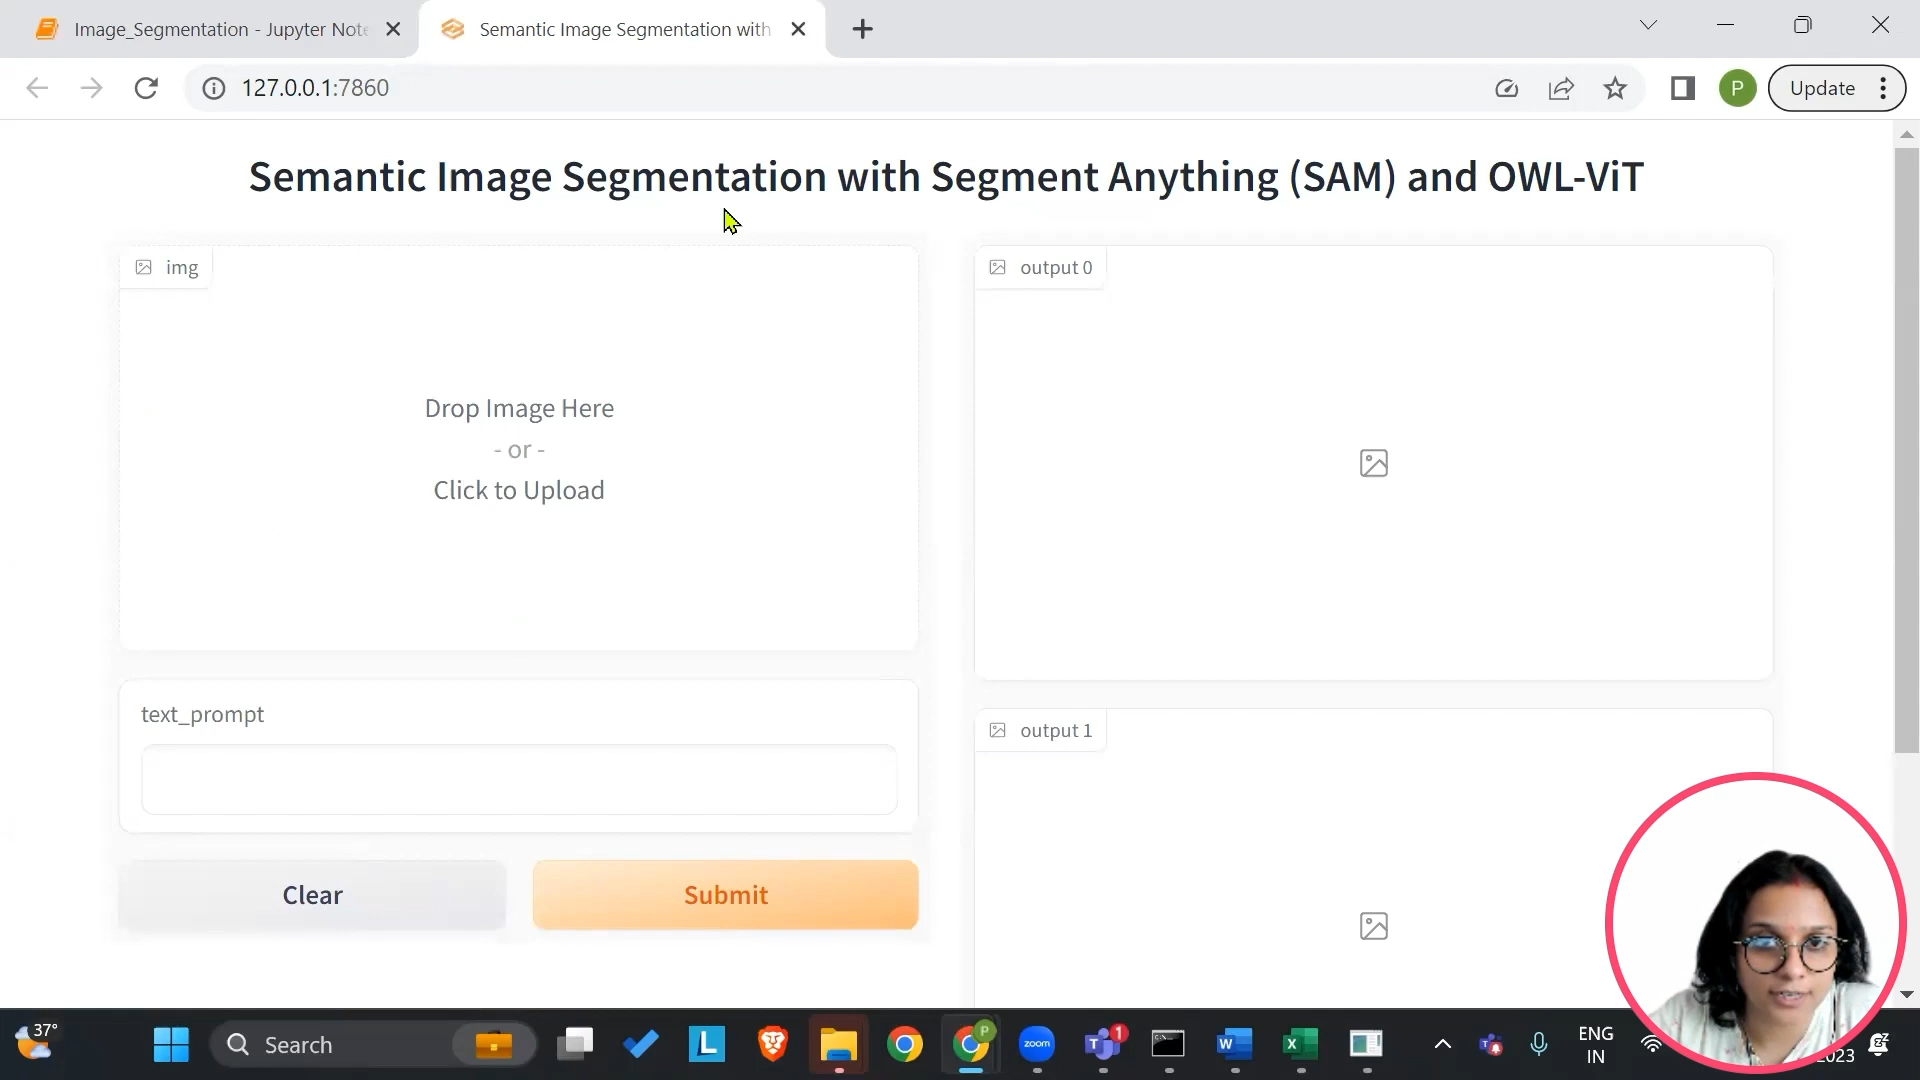 Image_Segmentation - Jupyter Note
Semantic Image Segmentation with
127.0.0.1:7860
P
Update
Semantic Image Segmentation with Segment Anything (SAM) and OWL-ViT
img
output 0
Drop Image Here
- or -
Click to Upload
text_prompt
output 1
Clear
Submit
37°
Search
L
P
zoom
T
1
W
X
T
ENG
IN
2023